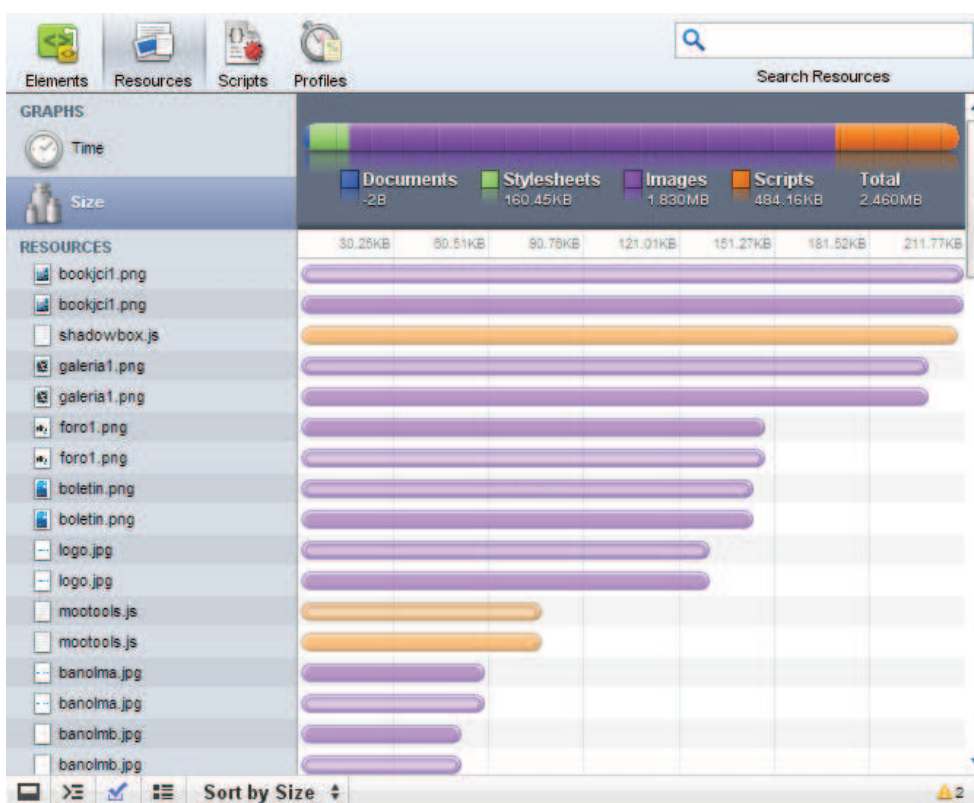 Elements Resources Scripts Profiles
Search Resources
GRAPHS
Time
Size
Documents Stylesheets Images Scripts Total
-2B 160.45KB 1.830MB 484.16KB 2.460MB
RESOURCES
30.25KB 60.51KB 90.76KB 121.01KB 151.27KB 181.52KB 211.77KB
bookjci1.png
bookjci1.png
shadowbox.js
galeria1.png
galeria1.png
foro1.png
foro1.png
boletin.png
boletin.png
logo.jpg
logo.jpg
mootools.js
mootools.js
banolma.jpg
banolma.jpg
banolmb.jpg
banolmb.jpg
Sort by Size
2